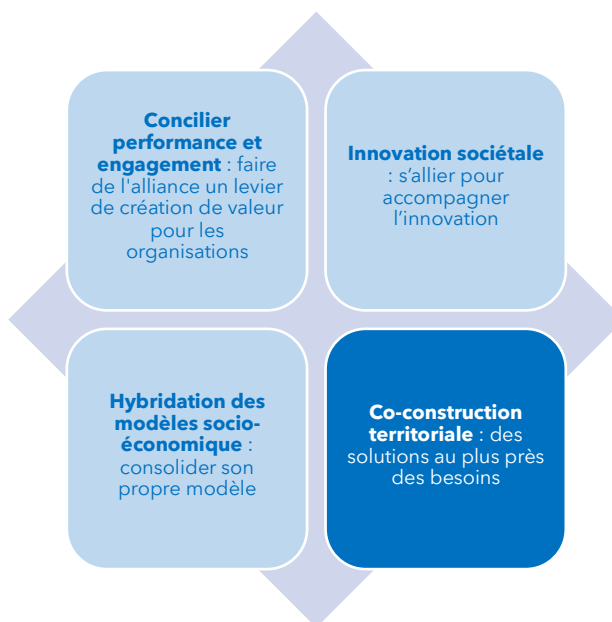 Concilier
performance et
engagement : faire
de l'alliance un levier
de création de valeur
pour les
organisations
Innovation sociétale
: s'allier pour
accompagner
l'innovation
Hybridation des
modèles socio-
économique :
consolider son
propre modèle
Co-construction
territoriale : des
solutions au plus près
des besoins